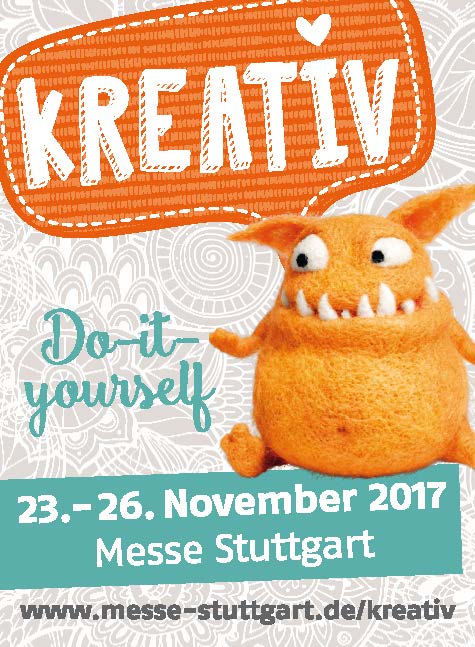 KREATIV
Do-it-
yourself
23.– 26. November 2017
Messe Stuttgart
www.messe-stuttgart.de/kreativ